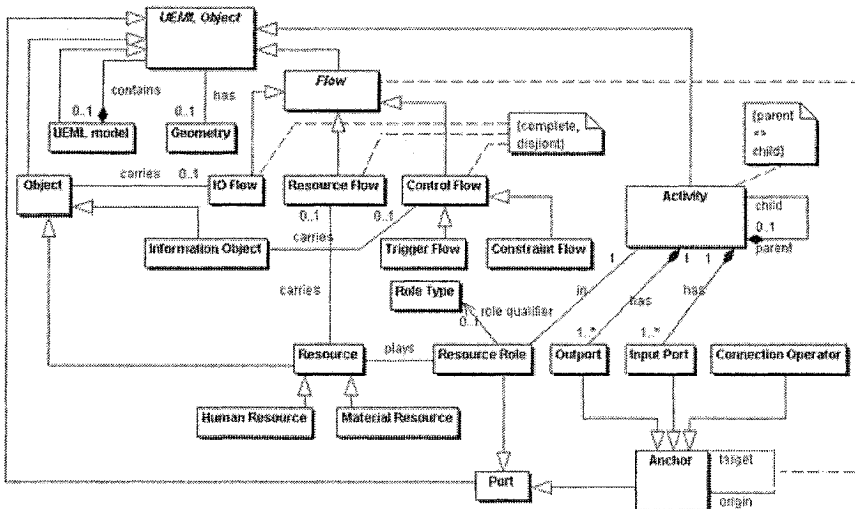 UEML Object
contains
has
0..1
0..1
UEML model
Geometry
Flow
{complete,
disjiont}
{parent
<>
child}
Object
carries
0..1
IO Flow
Resource Flow
Control Flow
Activity
child
0..1
parent
0..1
0..1
carries
Information Object
Trigger Flow
Constraint Flow
1
1
1
in
has
has
carries
Role Type
role qualifier
0..1
1..*
1..*
Resource
plays
Resource Role
Outport
Input Port
Connection Operator
Human Resource
Material Resource
Port
Anchor
target
origin